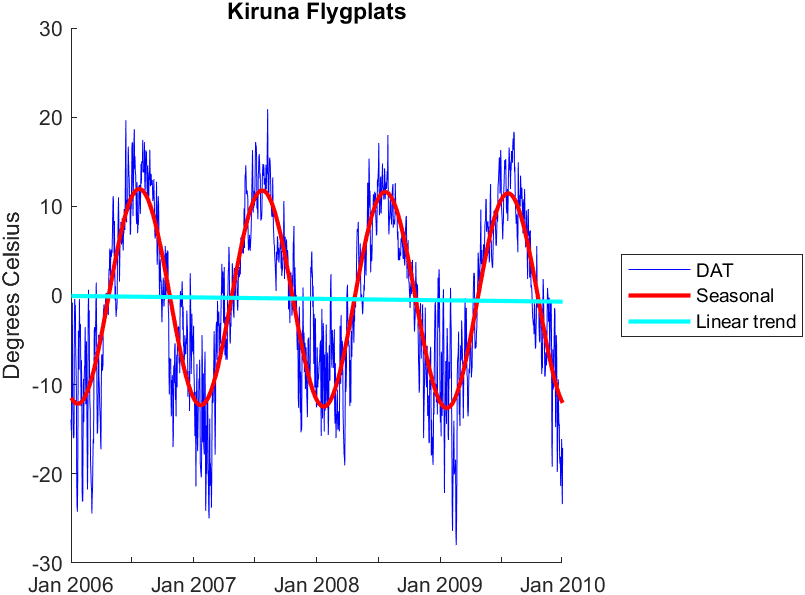 Kiruna Flygplats
Degrees Celsius
30
20
10
0
-10
-20
-30
Jan 2006
Jan 2007
Jan 2008
Jan 2009
Jan 2010
DAT
Seasonal
Linear trend